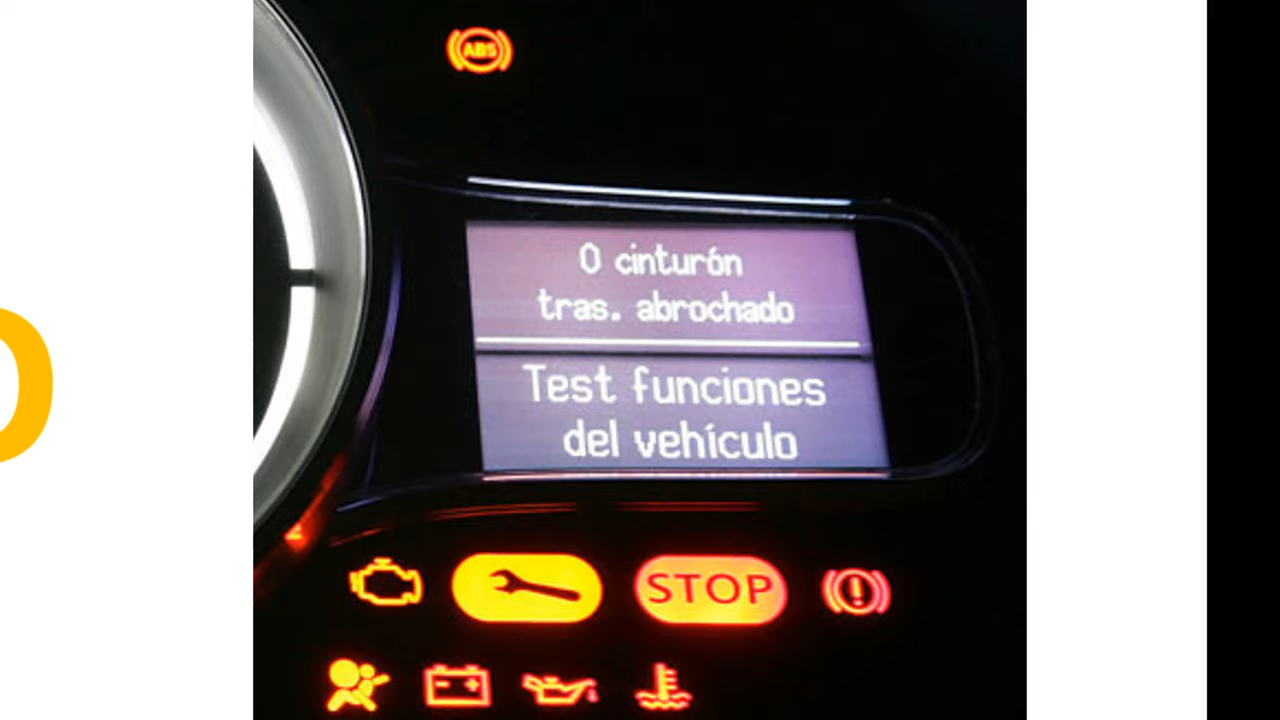 ABS
0 cinturón
tras. abrochado
Test funciones
del vehículo
STOP